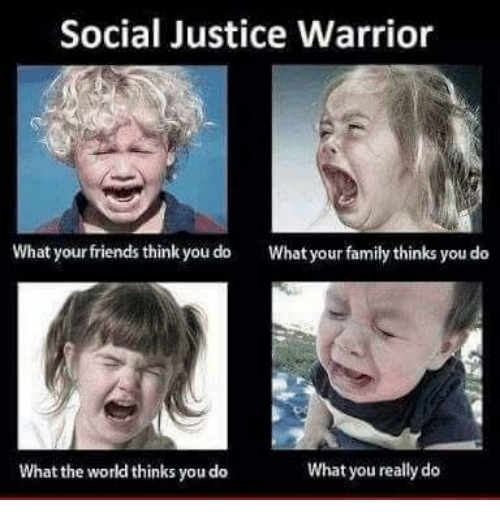 Social Justice Warrior
What your friends think you do
What your family thinks you do
What the world thinks you do
What you really do